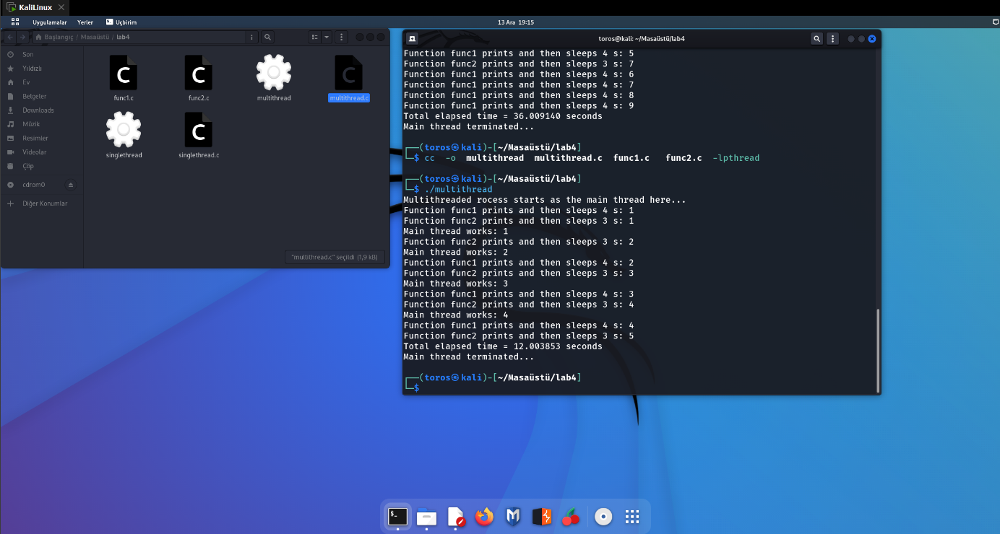 KaliLinux
Uygulamalar Yerler Uçbirim 13 Ara 19:15
Başlangıç / Masaüstü / lab4
Son
Yıldızlı
Ev
Belgeler
Downloads
Müzik
Resimler
Videolar
Çöp
cdrom0
Diğer Konumlar
C C C
func1.c func2.c multithread multithread.c
C
singlethread singlethread.c
"multithread.c" seçildi (1,9 kB)
toros@kali: ~/Masaüstü/lab4
Function func1 prints and then sleeps 4 s: 5
Function func2 prints and then sleeps 3 s: 7
Function func1 prints and then sleeps 4 s: 6
Function func1 prints and then sleeps 4 s: 7
Function func1 prints and then sleeps 4 s: 8
Function func1 prints and then sleeps 4 s: 9
Total elapsed time = 36.009140 seconds
Main thread terminated...
┌──(toros㉿kali)-[~/Masaüstü/lab4]
└─$ cc -o multithread multithread.c func1.c func2.c -lpthread
┌──(toros㉿kali)-[~/Masaüstü/lab4]
└─$ ./multithread
Multithreaded rocess starts as the main thread here...
Function func1 prints and then sleeps 4 s: 1
Function func2 prints and then sleeps 3 s: 1
Main thread works: 1
Function func2 prints and then sleeps 3 s: 2
Main thread works: 2
Function func1 prints and then sleeps 4 s: 2
Function func2 prints and then sleeps 3 s: 3
Main thread works: 3
Function func1 prints and then sleeps 4 s: 3
Function func2 prints and then sleeps 3 s: 4
Main thread works: 4
Function func1 prints and then sleeps 4 s: 4
Function func2 prints and then sleeps 3 s: 5
Total elapsed time = 12.003853 seconds
Main thread terminated...
┌──(toros㉿kali)-[~/Masaüstü/lab4]
└─$